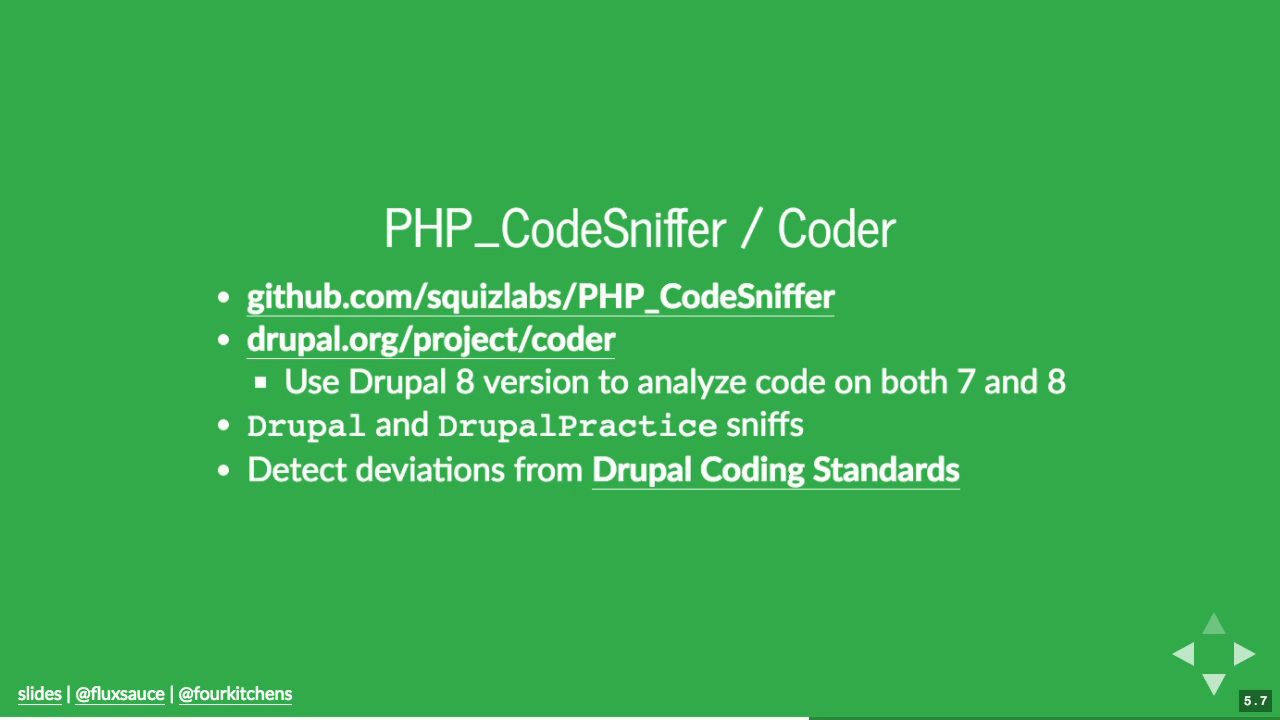 PHP_CodeSniffer / Coder
• github.com/squizlabs/PHP_CodeSniffer
• drupal.org/project/coder
▪ Use Drupal 8 version to analyze code on both 7 and 8
• Drupal and DrupalPractice sniffs
• Detect deviations from Drupal Coding Standards
slides | @fluxsauce | @fourkitchens
5.7